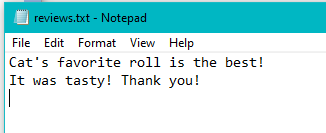 reviews.txt - Notepad
File Edit Format View Help
Cat's favorite roll is the best!
It was tasty! Thank you!